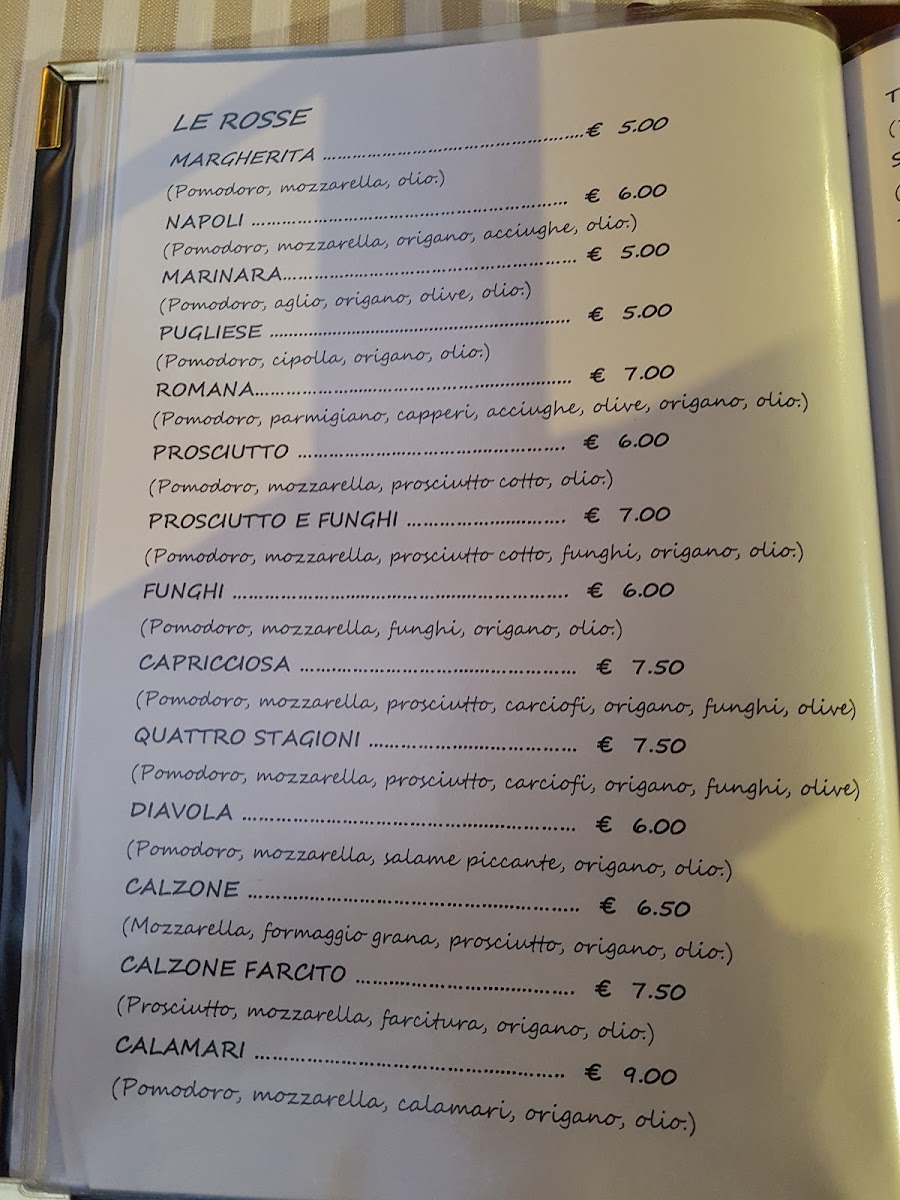 LE ROSSE
MARGHERITA ............................................... € 5.00
(Pomodoro, mozzarella, olio.)
NAPOLI ............................................... € 6.00
(Pomodoro, mozzarella, origano, acciughe, olio.)
MARINARA............................................... € 5.00
(Pomodoro, aglio, origano, olive, olio.)
PUGLIESE ............................................... € 5.00
(Pomodoro, cipolla, origano, olio.)
ROMANA............................................... € 7.00
(Pomodoro, parmigiano, capperi, acciughe, olive, origano, olio.)
PROSCIUTTO ............................................... € 6.00
(Pomodoro, mozzarella, prosciutto cotto, olio.)
PROSCIUTTO E FUNGHI ........................... € 7.00
(Pomodoro, mozzarella, prosciutto cotto, funghi, origano, olio.)
FUNGHI ............................................... € 6.00
(Pomodoro, mozzarella, funghi, origano, olio.)
CAPRICCIOSA ............................................... € 7.50
(Pomodoro, mozzarella, prosciutto, carciofi, origano, funghi, olive)
QUATTRO STAGIONI .................................... € 7.50
(Pomodoro, mozzarella, prosciutto, carciofi, origano, funghi, olive)
DIAVOLA ............................................... € 6.00
(Pomodoro, mozzarella, salame piccante, origano, olio.)
CALZONE ............................................... € 6.50
(Mozzarella, formaggio grana, prosciutto, origano, olio.)
CALZONE FARCITO .................................... € 7.50
(Prosciutto, mozzarella, farcitura, origano, olio.)
CALAMARI ............................................... € 9.00
(Pomodoro, mozzarella, calamari, origano, olio.)